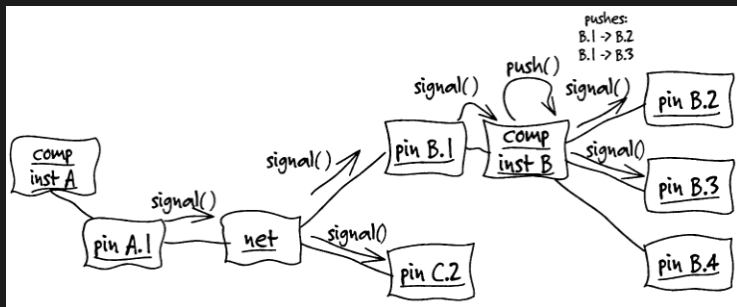 pushes:
B.1 -> B.2
B.1 -> B.3
push()
signal()
signal()
pin B.2
comp
inst B
pin B.1
signal()
signal()
pin B.3
comp
inst A
signal()
pin A.1
net
signal()
pin C.2
pin B.4